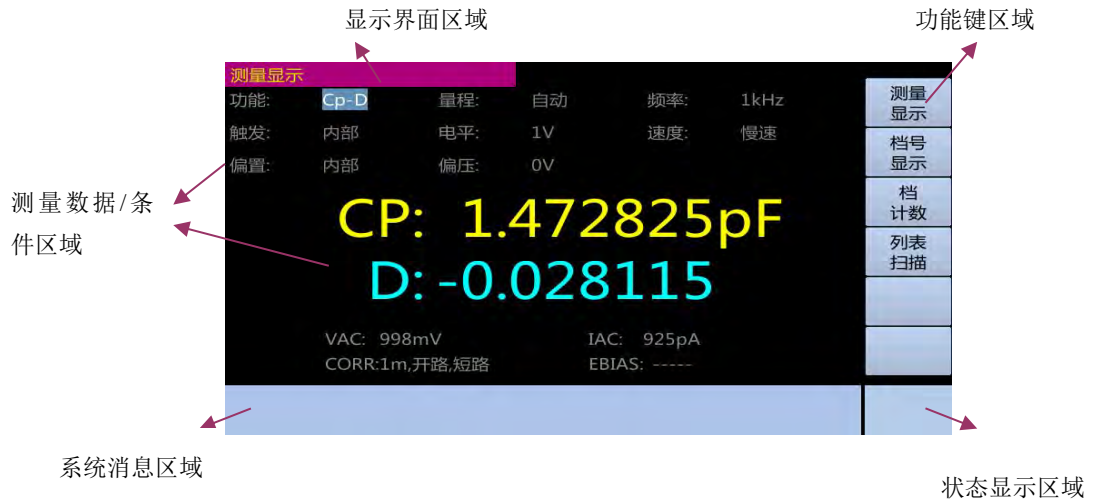 显示界面区域
功能键区域
测量显示
功能: Cp-D 量程: 自动 频率: 1kHz
触发: 内部 电平: 1V 速度: 慢速
偏置: 内部 偏压: 0V
测量
显示
档号
显示
档
计数
列表
扫描
测量数据/条
件区域
CP: 1.472825pF
D: -0.028115
VAC: 998mV IAC: 925pA
CORR:1m,开路,短路 EBIAS: -----
系统消息区域
状态显示区域